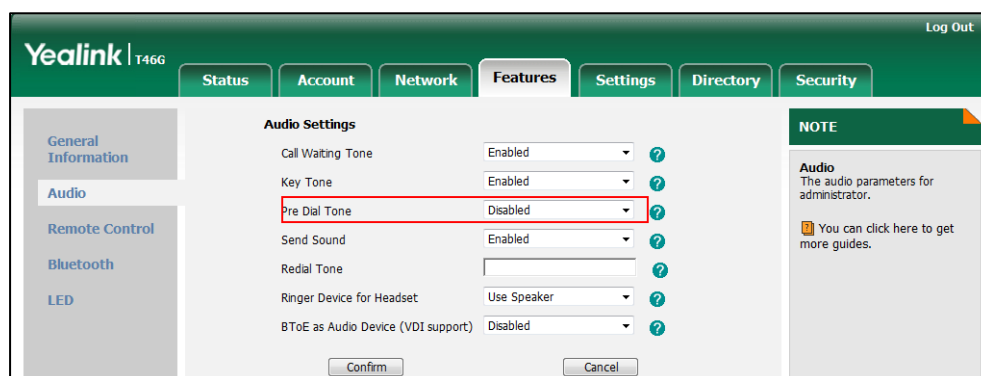 Log Out
Yealink T46G
Status Account Network Features Settings Directory Security
General
Information
Audio
Remote Control
Bluetooth
LED
Audio Settings
Call Waiting Tone Enabled ?
Key Tone Enabled ?
Pre Dial Tone Disabled ?
Send Sound Enabled ?
Redial Tone ?
Ringer Device for Headset Use Speaker ?
BToE as Audio Device (VDI support) Disabled ?
Confirm Cancel
NOTE
Audio
The audio parameters for
administrator.
? You can click here to get
more guides.